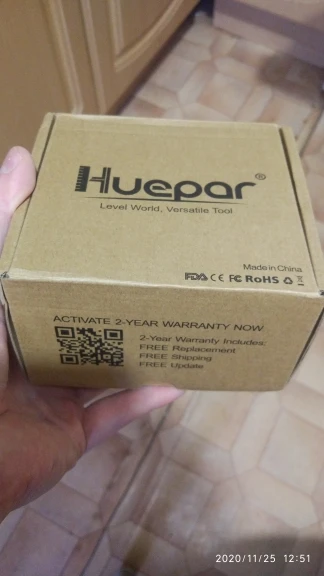 Huepar®
Level World, Versatile Tool
Made in China
FDA CE FC RoHS
ACTIVATE 2-YEAR WARRANTY NOW
2-Year Warranty Includes:
FREE Replacement
FREE Shipping
FREE Update
2020/11/25 12:51